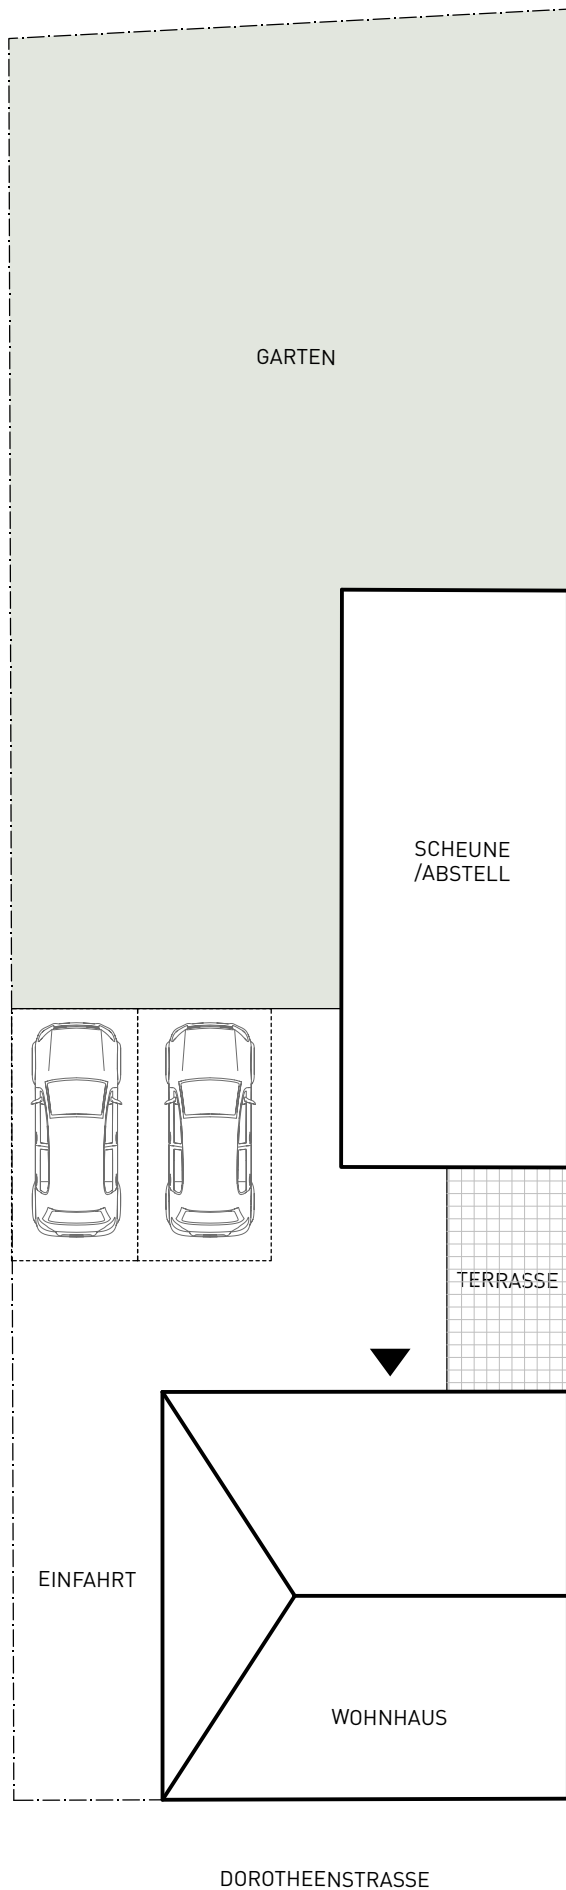 GARTEN
SCHEUNE
/ABSTELL
TERRASSE
EINFAHRT
WOHNHAUS
DOROTHEENSTRASSE